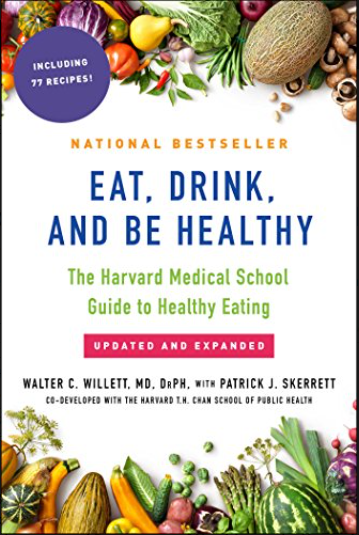 INCLUDING
77 RECIPES!
NATIONAL BESTSELLER
EAT, DRINK,
AND BE HEALTHY
The Harvard Medical School
Guide to Healthy Eating
UPDATED AND EXPANDED
WALTER C. WILLETT, MD, DRPH, WITH PATRICK J. SKERRETT
CO-DEVELOPED WITH THE HARVARD T.H. CHAN SCHOOL OF PUBLIC HEALTH